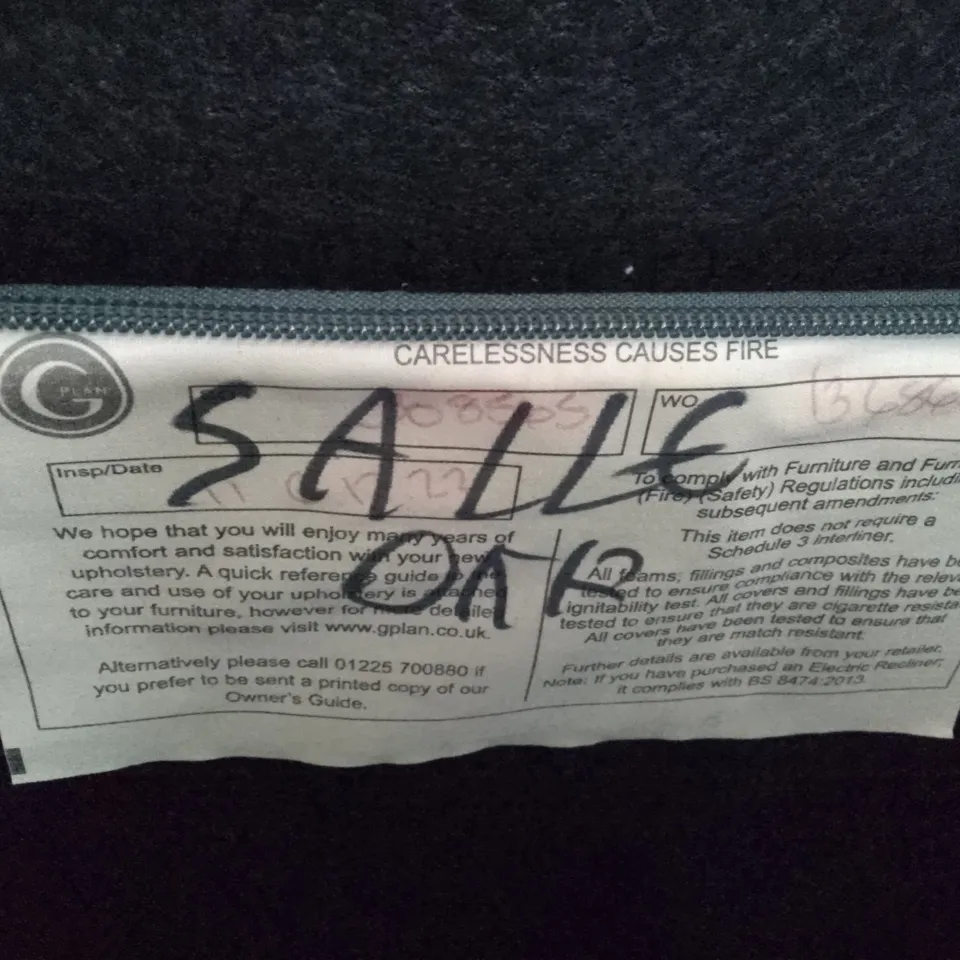 CARELESSNESS CAUSES FIRE
G PLAN
WO
SALLE
Insp/Date
We hope that you will enjoy many years of
comfort and satisfaction with your new
upholstery. A quick reference guide to the
care and use of your upholstery is attached
to your furniture, however for more detailed
information please visit www.gplan.co.uk.
Alternatively please call 01225 700880 if
you prefer to be sent a printed copy of our
Owner's Guide.
To comply with Furniture and Furn
(Fire) (Safety) Regulations includi
subsequent amendments:
This item does not require a
Schedule 3 Interliner.
All foams, fillings and composites have be
tested to ensure compliance with the relev
ignitability test. All covers and fillings have be
tested to ensure that they are cigarette resista
All covers have been tested to ensure that
they are match resistant.
Further details are available from your retailer.
Note: If you have purchased an Electric Recliner,
it complies with BS 8474:2013.